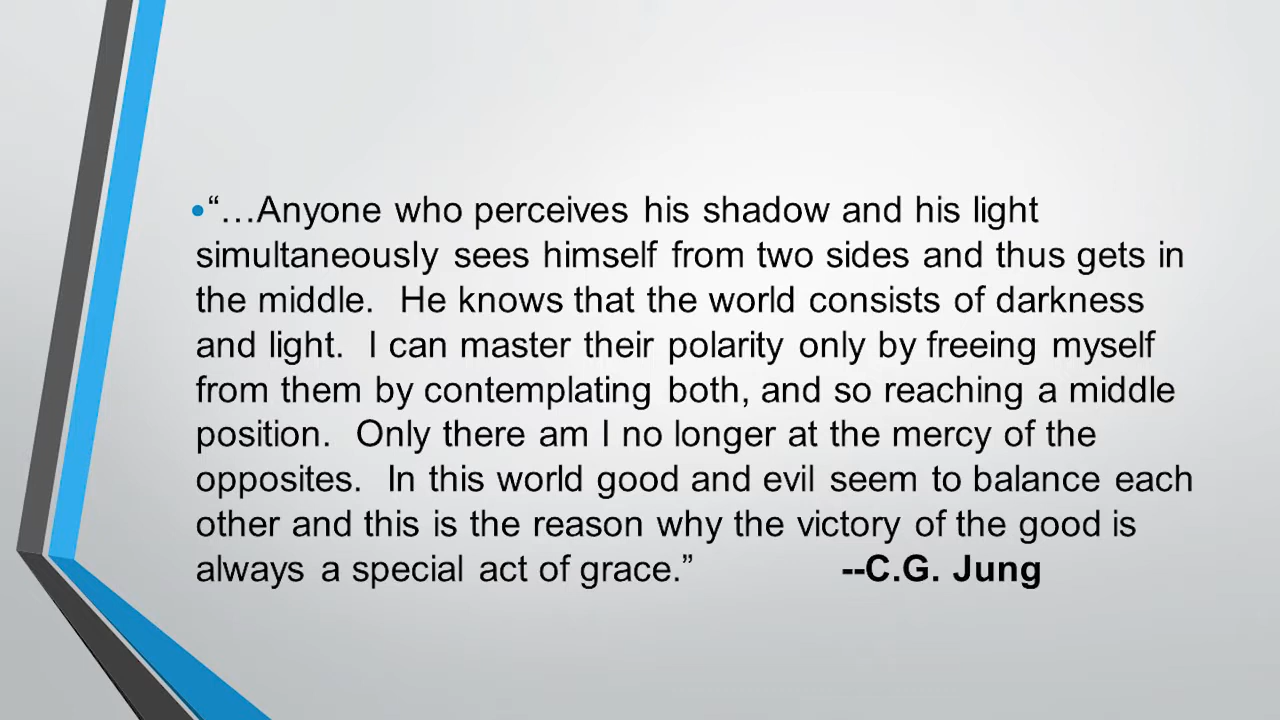 •“…Anyone who perceives his shadow and his light
simultaneously sees himself from two sides and thus gets in
the middle.  He knows that the world consists of darkness
and light.  I can master their polarity only by freeing myself
from them by contemplating both, and so reaching a middle
position.  Only there am I no longer at the mercy of the
opposites.  In this world good and evil seem to balance each
other and this is the reason why the victory of the good is
always a special act of grace.” --C.G. Jung